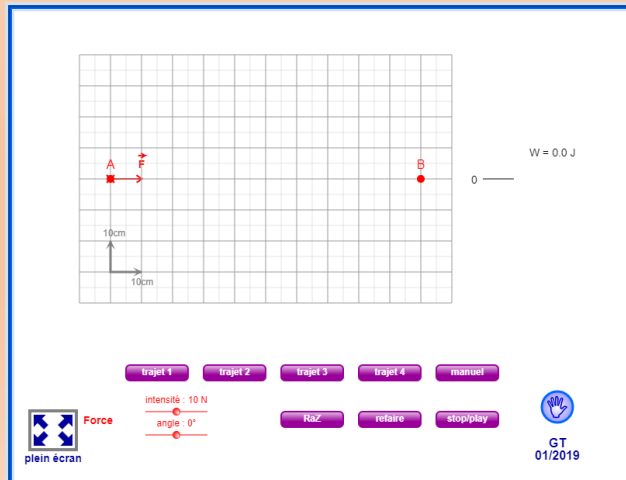 W = 0.0 J
A
F
B
0
10cm
10cm
trajet 1
trajet 2
trajet 3
trajet 4
manuel
Force
intensité : 10 N
angle : 0°
RaZ
refaire
stop/play
plein écran
GT
01/2019